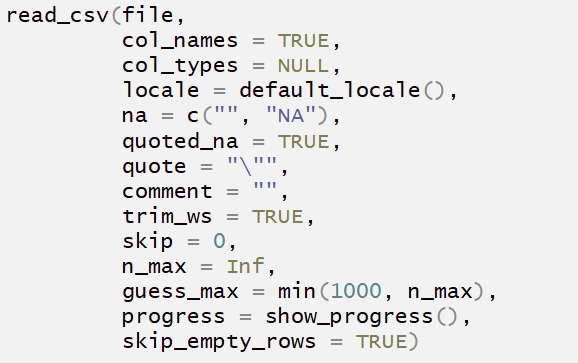 read_csv(file,
col_names = TRUE,
col_types = NULL,
locale = default_locale(),
na = c("", "NA"),
quoted_na = TRUE,
quote = "\"",
comment = "",
trim_ws = TRUE,
skip = 0,
n_max = Inf,
guess_max = min(1000, n_max),
progress = show_progress(),
skip_empty_rows = TRUE)